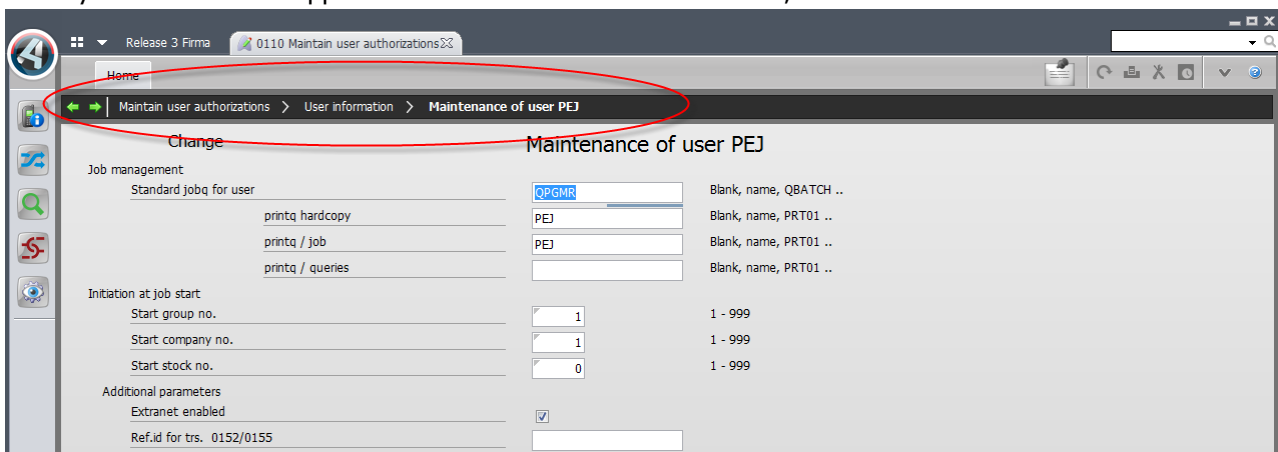 Release 3 Firma 0110 Maintain user authorizations
Home
Maintain user authorizations > User information > Maintenance of user PEJ
Change Maintenance of user PEJ
Job management
Standard jobq for user QPGMR Blank, name, QBATCH ..
printq hardcopy PEJ Blank, name, PRT01 ..
printq / job PEJ Blank, name, PRT01 ..
printq / queries Blank, name, PRT01 ..
Initiation at job start
Start group no. 1 1 - 999
Start company no. 1 1 - 999
Start stock no. 0 1 - 999
Additional parameters
Extranet enabled
Ref.id for trs. 0152/0155